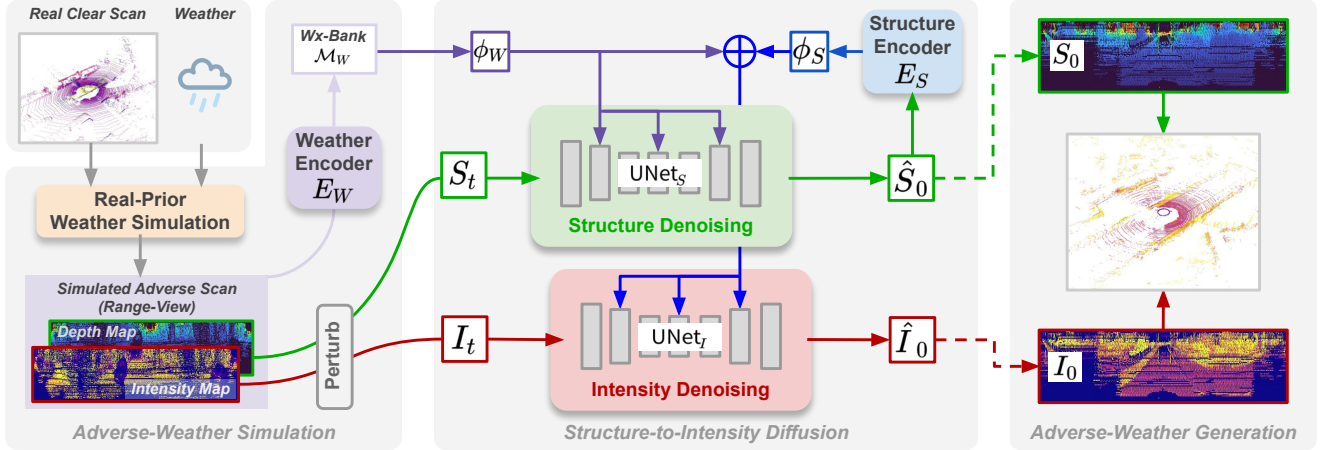 Real Clear Scan
Weather
Real-Prior
Weather Simulation
Simulated Adverse Scan
(Range-View)
Depth Map
Intensity Map
Wx-Bank
M_W
Weather
Encoder
E_W
Perturb
Adverse-Weather Simulation
ϕ_W
ϕ_S
Structure
Encoder
E_S
S_t
UNet_S
Structure Denoising
Ŝ_0
I_t
UNet_I
Intensity Denoising
Î_0
Structure-to-Intensity Diffusion
S_0
I_0
Adverse-Weather Generation